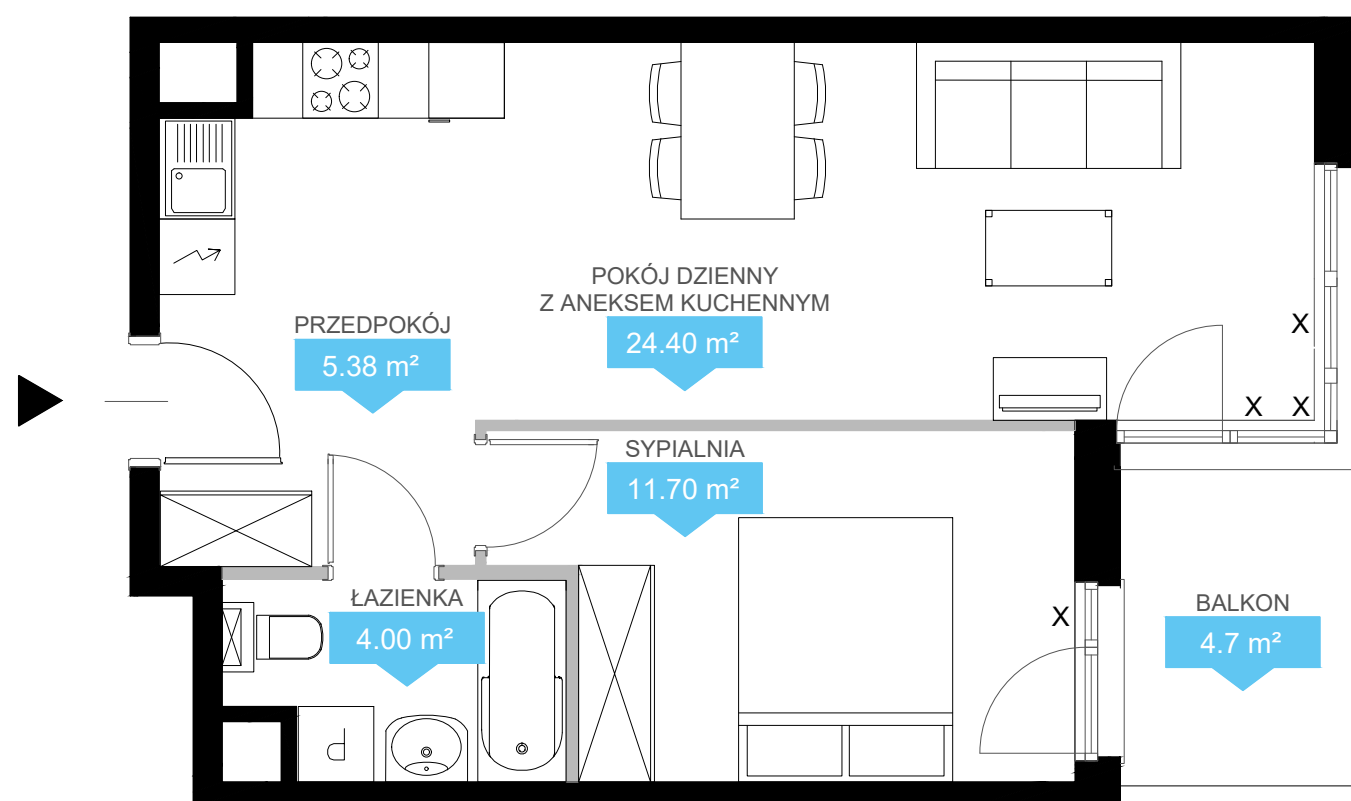 POKÓJ DZIENNY
Z ANEKSEM KUCHENNYM
24.40 m²
PRZEDPOKÓJ
5.38 m²
X
X X
SYPIALNIA
11.70 m²
ŁAZIENKA
4.00 m²
X
BALKON
4.7 m²
P